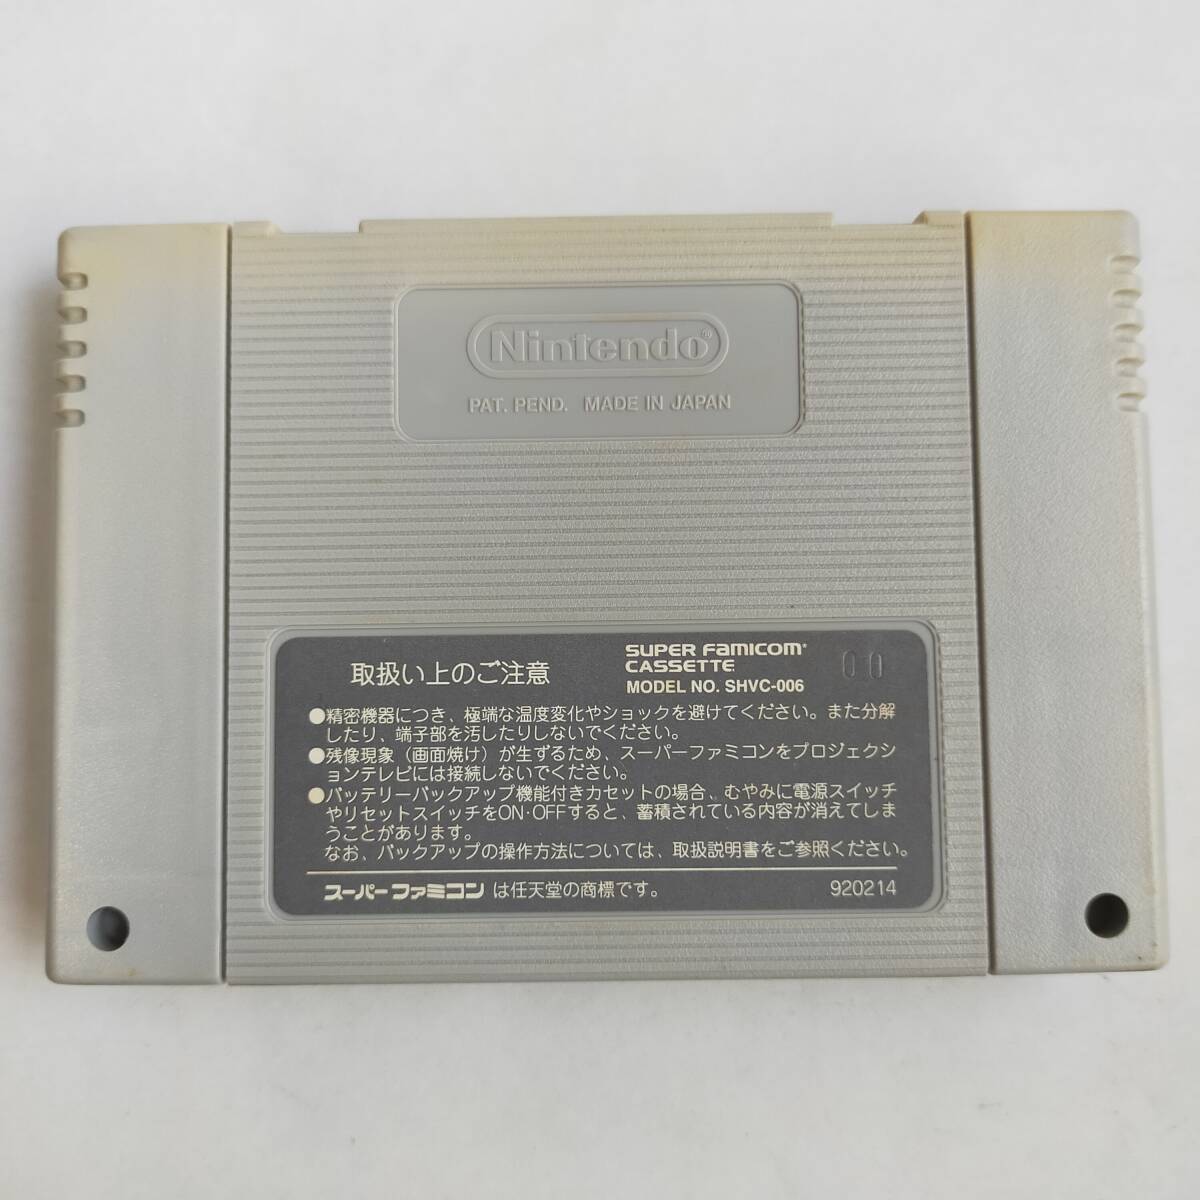 Nintendo®
PAT. PEND. MADE IN JAPAN
取扱い上のご注意
SUPER FAMICOM
CASSETTE
MODEL NO. SHVC-006
00
●精密機器につき、極端な温度変化やショックを避けてください。また分解
したり、端子部を汚したりしないでください。
●残像現象（画面焼け）が生ずるため、スーパーファミコンをプロジェクシ
ョンテレビには接続しないでください。
●バッテリーバックアップ機能付きカセットの場合、むやみに電源スイッチ
やリセットスイッチをON・OFFすると、蓄積されている内容が消えてしま
うことがあります。
なお、バックアップの操作方法については、取扱説明書をご参照ください。
スーパーファミコンは任天堂の商標です。
920214